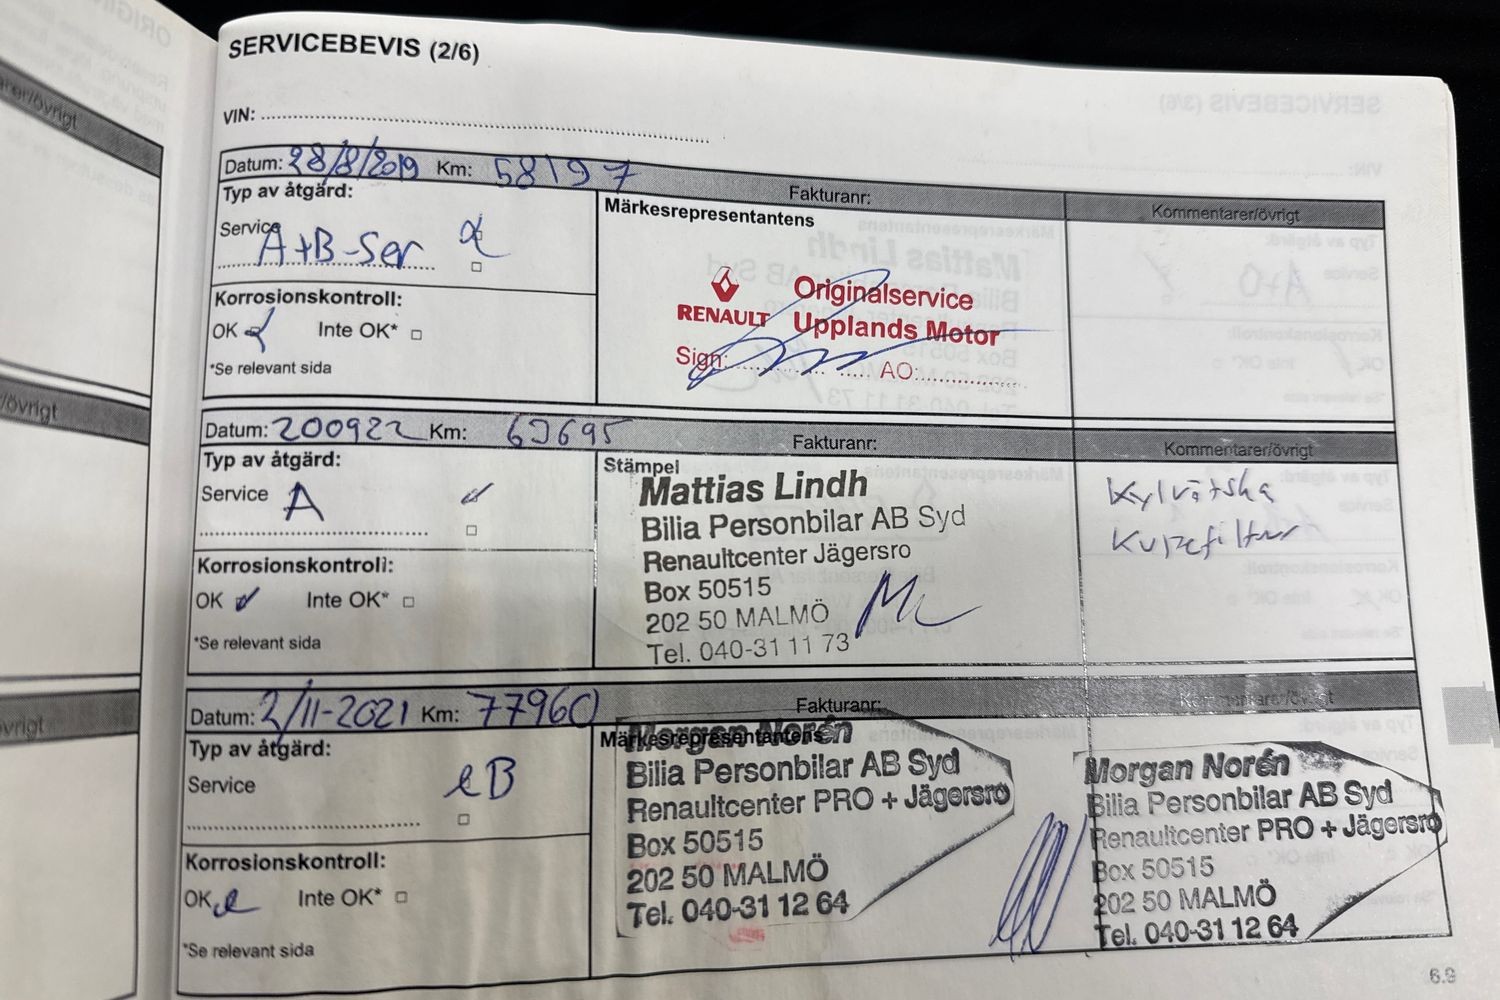 SERVICEBEVIS (2/6)
VIN:
Datum: 28/8/2019 Km: 58197 Fakturanr: Kommentarer/övrigt
Typ av åtgärd:
Märkesrepresentantens
Service
A+B-Ser
Korrosionskontroll:
OK Inte OK*
*Se relevant sida
RENAULT
Originalservice
Upplands Motor
Sign: AO:
Datum: 200922 Km: Fakturanr: Kommentarer/övrigt
Typ av åtgärd:
Stämpel
Service A
Korrosionskontroll:
OK Inte OK*
*Se relevant sida
Mattias Lindh
Bilia Personbilar AB Syd
Renaultcenter Jägersro
Box 50515
202 50 MALMÖ
Tel. 040-31 11 73
Kylvätska
Kupefilter
Datum: 2/11-2021 Km: 77960 Fakturanr: Kommentarer/övrigt
Typ av åtgärd:
Märkesrepresentantens
Service B
Korrosionskontroll:
OK Inte OK*
*Se relevant sida
Morgan Norén
Bilia Personbilar AB Syd
Renaultcenter PRO + Jägersro
Box 50515
202 50 MALMÖ
Tel. 040-31 12 64
Morgan Norén
Bilia Personbilar AB Syd
Renaultcenter PRO + Jägersro
Box 50515
202 50 MALMÖ
Tel. 040-31 12 64
6.9
övrigt